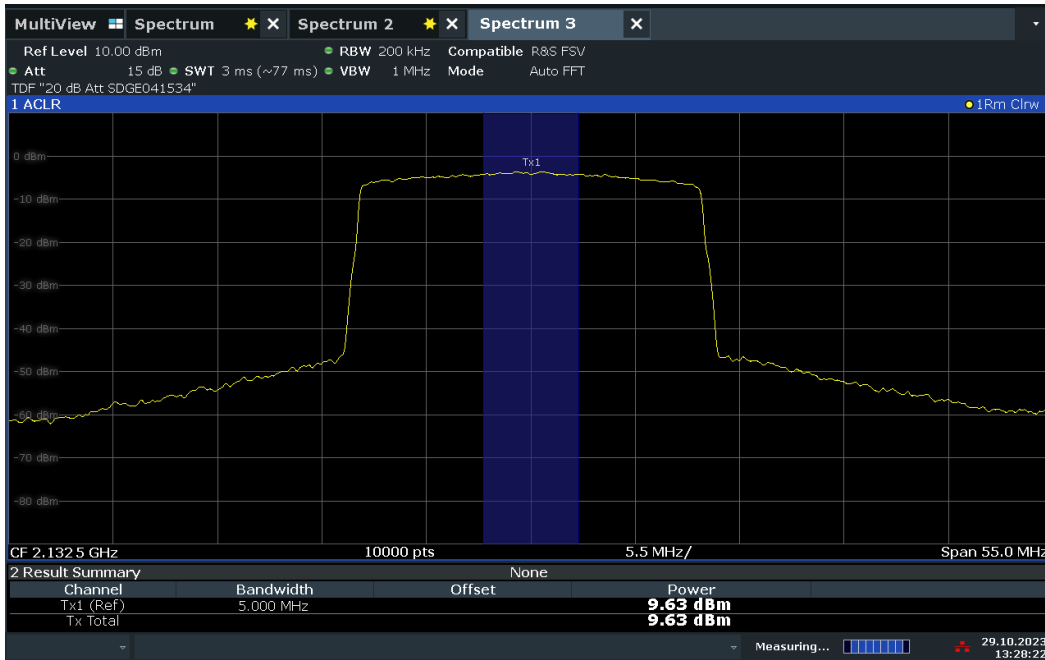 MultiView Spectrum Spectrum 2 Spectrum 3
Ref Level 10.00 dBm RBW 200 kHz Compatible R&S FSV
Att 15 dB SWT 3 ms (~77 ms) VBW 1 MHz Mode Auto FFT
TDF "20 dB Att SDGE041534"
1 ACLR 1Rm Clrw
0 dBm
Tx1
-10 dBm
-20 dBm
-30 dBm
-40 dBm
-50 dBm
-60 dBm
-70 dBm
-80 dBm
CF 2.1325 GHz 10000 pts 5.5 MHz/ Span 55.0 MHz
2 Result Summary None
Channel Bandwidth Offset Power
Tx1 (Ref) 5.000 MHz 9.63 dBm
Tx Total 9.63 dBm
Measuring... 29.10.2023
13:28:22